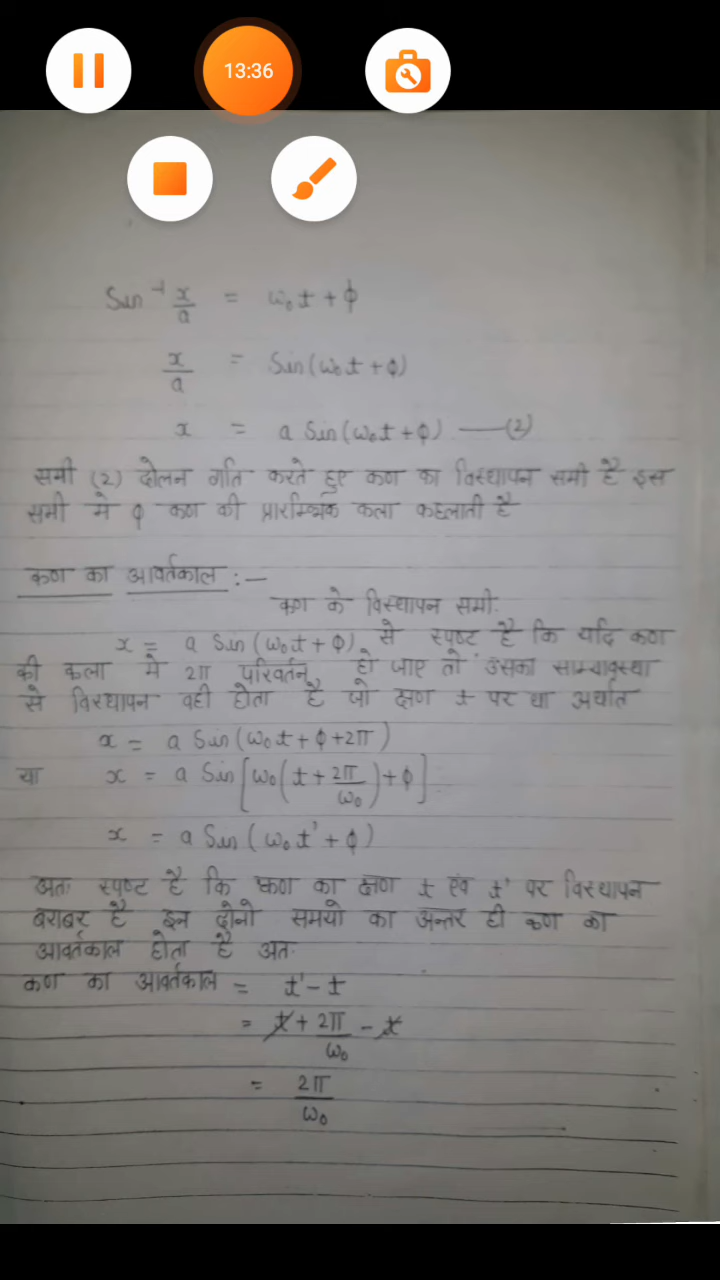 13:36
Sin⁻¹ x/a = ω₀t + ϕ
x/a = Sin(ω₀t + ϕ)
x = a Sin(ω₀t + ϕ) —(2)
समी (2) दोलन गति करते हुए कण का विस्थापन समी है इस
समी मे ϕ कण की प्रारम्भिक कला कहलाती है
कण का आवर्तकाल :—
कण के विस्थापन समी.
x = a Sin(ω₀t + ϕ) से स्पष्ट है कि यदि कण
की कला मे 2π परिवर्तन हो जाए तो उसका साम्यावस्था
से विस्थापन वही होता है जो क्षण t पर था अर्थात
x = a Sin(ω₀t + ϕ + 2π)
या x = a Sin[ω₀(t + 2π/ω₀) + ϕ]
x = a Sin(ω₀t' + ϕ)
अतः स्पष्ट है कि कण का क्षण t एवं t' पर विस्थापन
बराबर है इन दोनो समयो का अन्तर ही कण का
आवर्तकाल होता है अत.
कण का आवर्तकाल = t' - t
= t + 2π/ω₀ - t
= 2π/ω₀